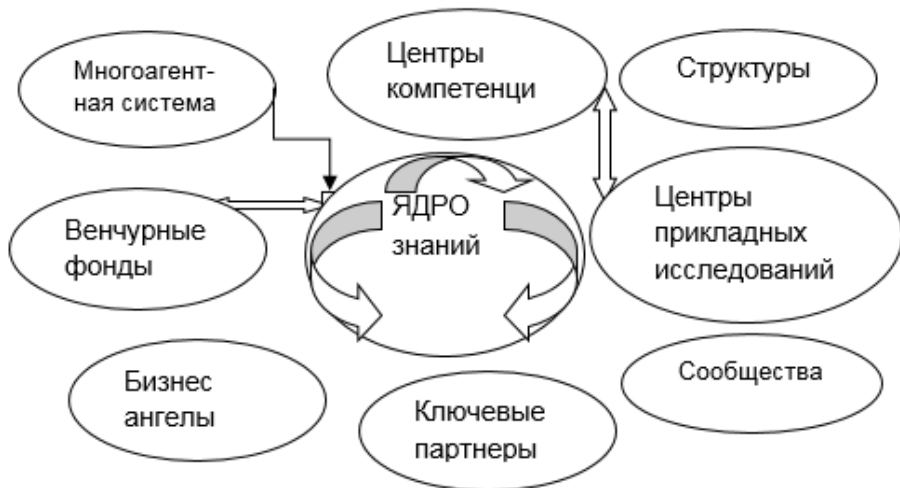 Многоагент-
ная система
Центры
компетенци
Структуры
Венчурные
фонды
ЯДРО
знаний
Центры
прикладных
исследований
Бизнес
ангелы
Ключевые
партнеры
Сообщества